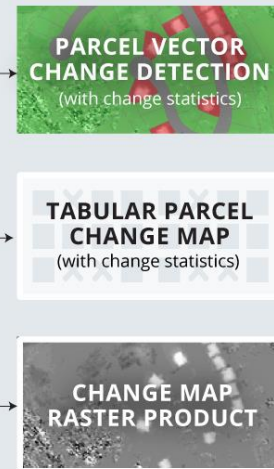 PARCEL VECTOR
CHANGE DETECTION
(with change statistics)
TABULAR PARCEL
CHANGE MAP
(with change statistics)
CHANGE MAP
RASTER PRODUCT